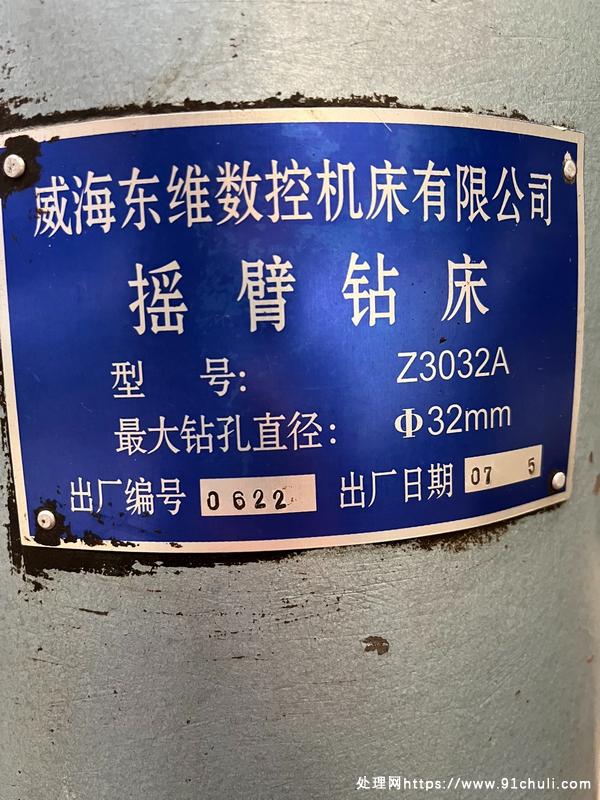 威海东维数控机床有限公司
摇臂钻床
型 号: Z3032A
最大钻孔直径: Φ32mm
出厂编号 0622 出厂日期 07 5
处理网https://www.91chuli.com